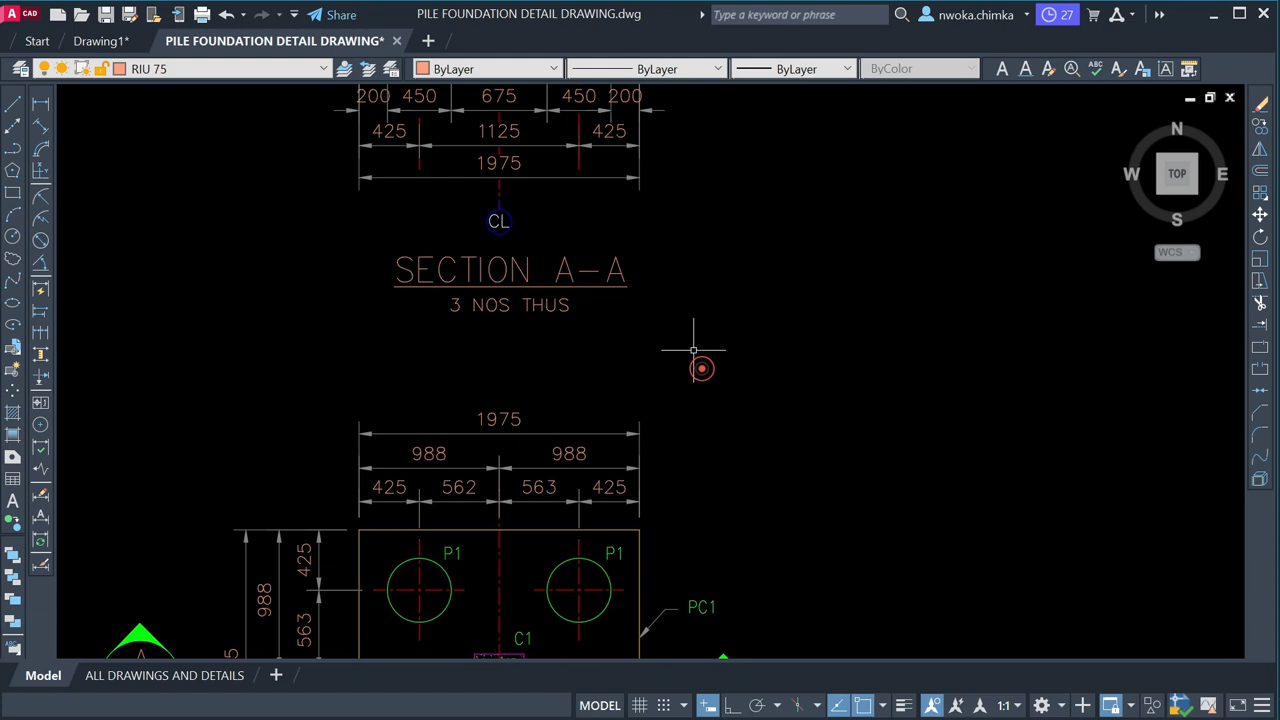 CAD
Share
PILE FOUNDATION DETAIL DRAWING.dwg
Type a keyword or phrase
nwoka.chimka
27
Start
Drawing1*
PILE FOUNDATION DETAIL DRAWING*
RIU 75
ByLayer
ByLayer
ByLayer
ByColor
200 450 675 450 200
425 1125 425
1975
CL
SECTION A-A
3 NOS THUS
N
W TOP E
S
WCS
1975
988 988
425 562 563 425
P1 P1
425
988
563
PC1
C1
Model
ALL DRAWINGS AND DETAILS
MODEL
1:1